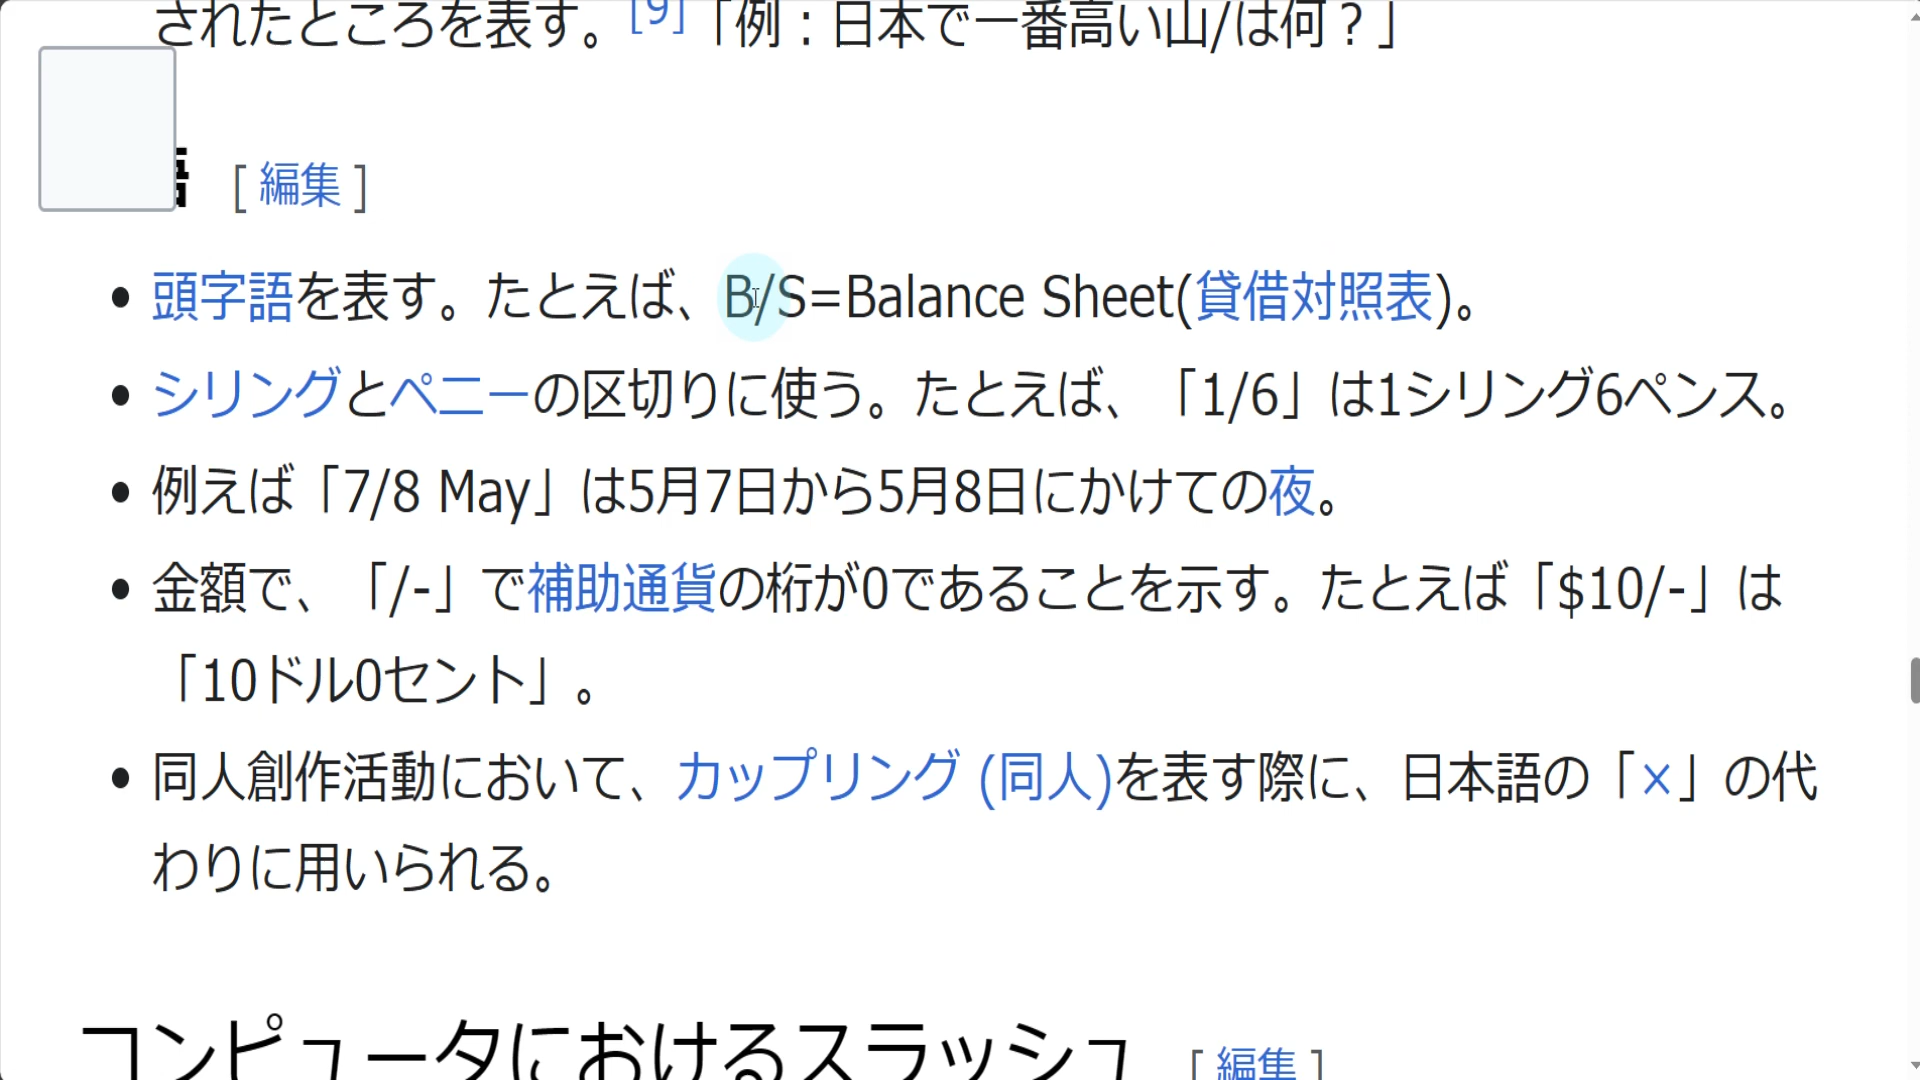 されたところを表す。[9]「例：日本で一番高い山/は何？」
語 [編集]
頭字語を表す。たとえば、B/S=Balance Sheet(貸借対照表)。
シリングとペニーの区切りに使う。たとえば、「1/6」は1シリング6ペンス。
例えば「7/8 May」は5月7日から5月8日にかけての夜。
金額で、「/-」で補助通貨の桁が0であることを示す。たとえば「$10/-」は
「10ドル0セント」。
同人創作活動において、カップリング (同人)を表す際に、日本語の「×」の代
わりに用いられる。
コンピュータにおけるスラッシュ [編集]